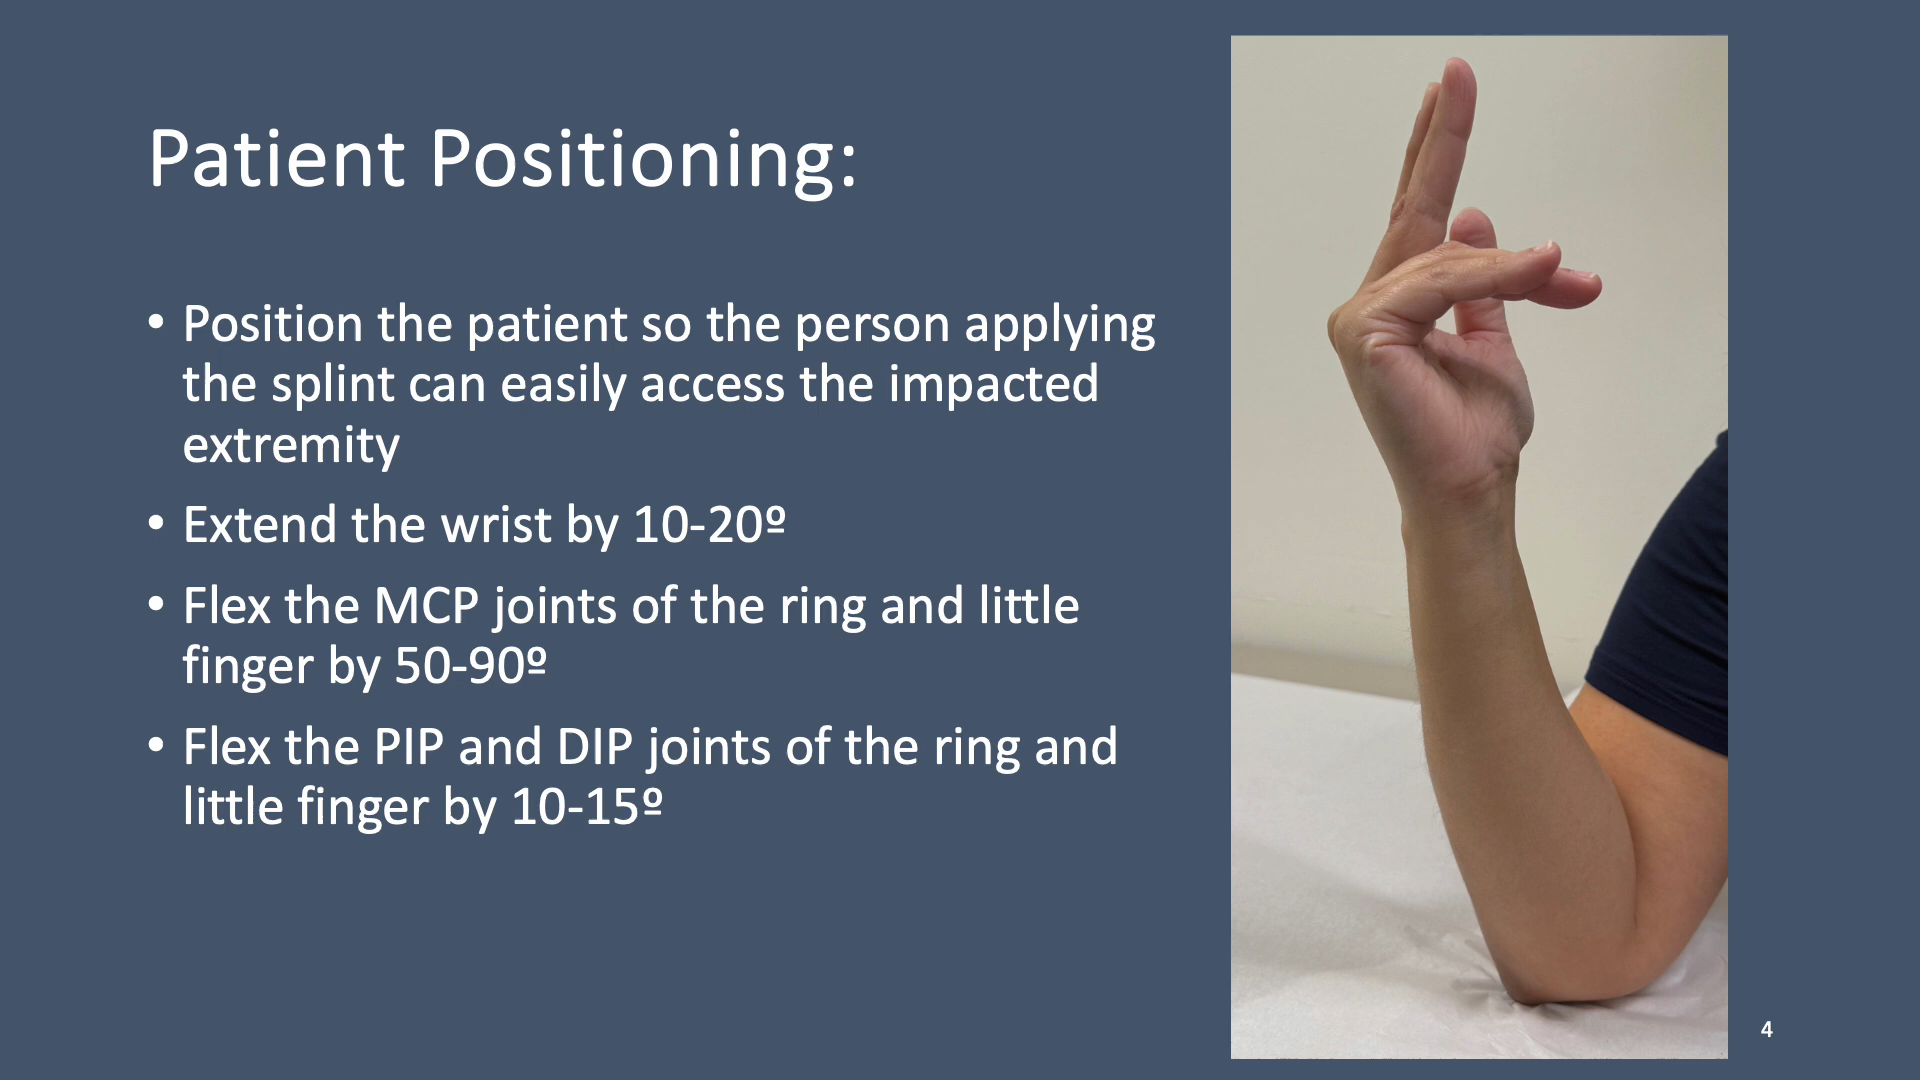 Patient Positioning:
• Position the patient so the person applying
the splint can easily access the impacted
extremity
• Extend the wrist by 10-20º
• Flex the MCP joints of the ring and little
finger by 50-90º
• Flex the PIP and DIP joints of the ring and
little finger by 10-15º
4